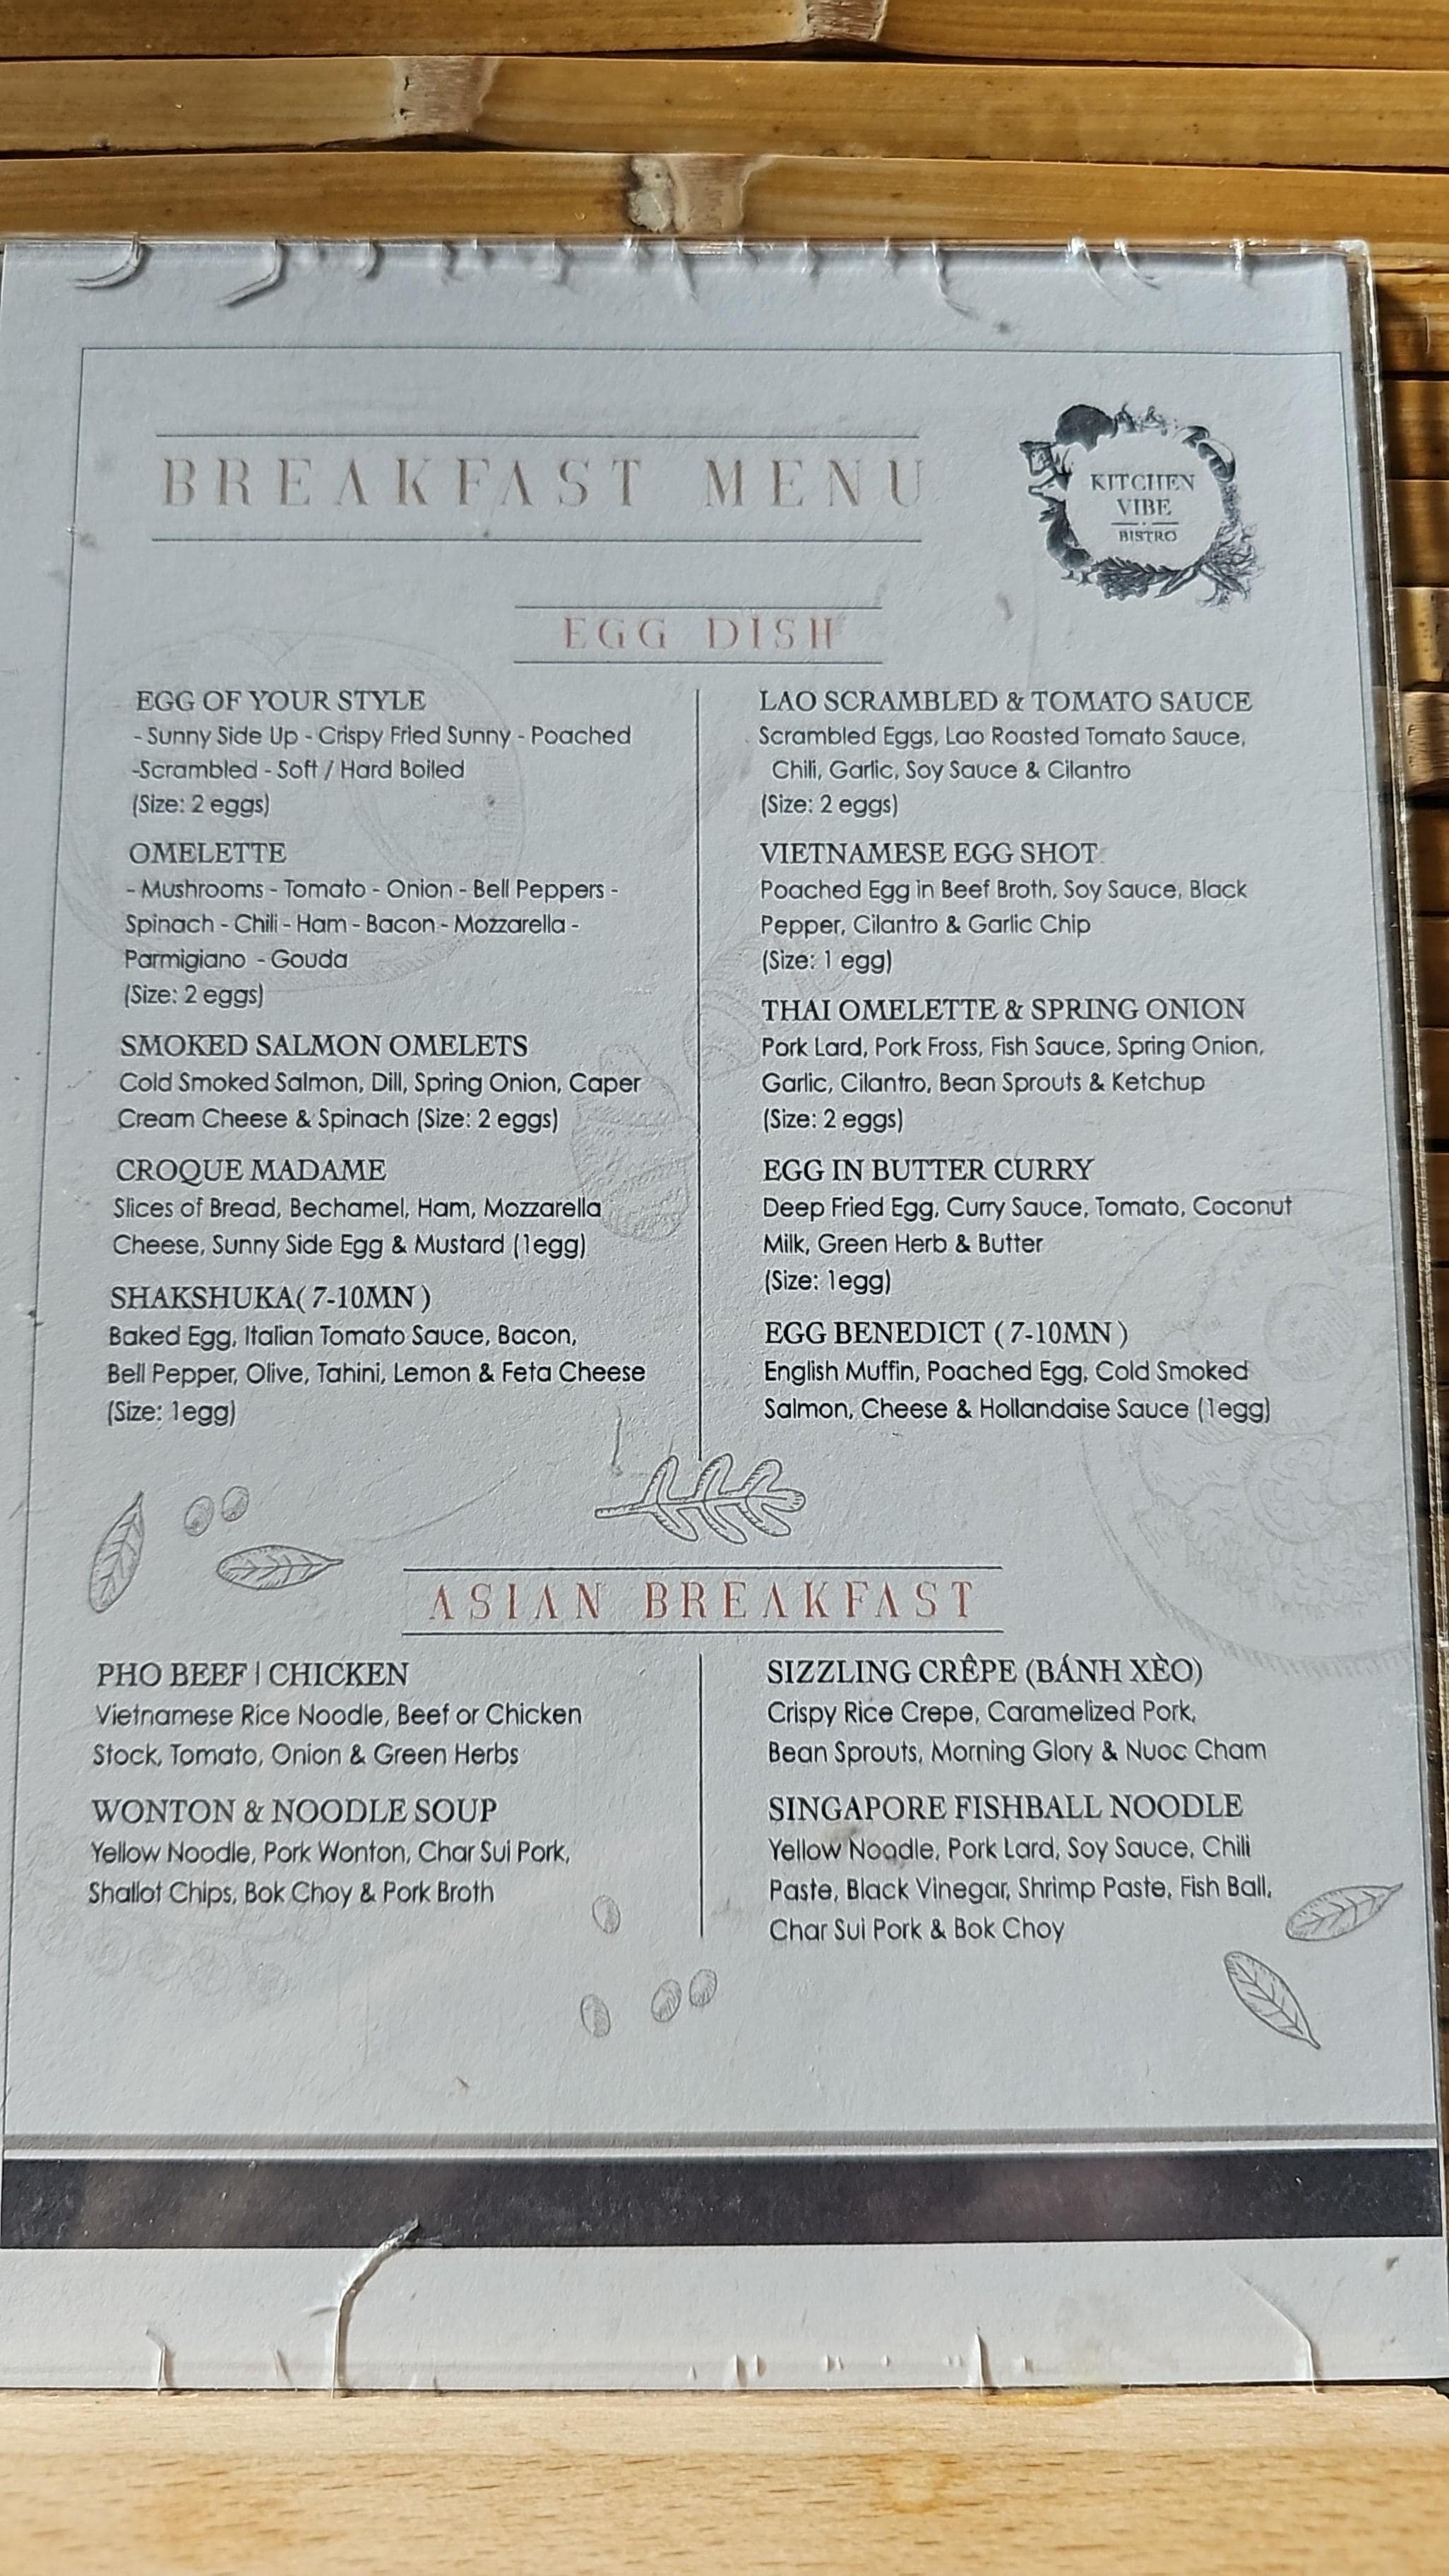 BREAKFAST MENU
KITCHEN
VIBE
BISTRO
EGG DISH
EGG OF YOUR STYLE
- Sunny Side Up - Crispy Fried Sunny - Poached
-Scrambled - Soft / Hard Boiled
(Size: 2 eggs)
OMELETTE
- Mushrooms - Tomato - Onion - Bell Peppers -
Spinach - Chili - Ham - Bacon - Mozzarella -
Parmigiano - Gouda
(Size: 2 eggs)
SMOKED SALMON OMELETS
Cold Smoked Salmon, Dill, Spring Onion, Caper
Cream Cheese & Spinach (Size: 2 eggs)
CROQUE MADAME
Slices of Bread, Bechamel, Ham, Mozzarella
Cheese, Sunny Side Egg & Mustard (1egg)
SHAKSHUKA( 7-10MN )
Baked Egg, Italian Tomato Sauce, Bacon,
Bell Pepper, Olive, Tahini, Lemon & Feta Cheese
(Size: 1egg)
LAO SCRAMBLED & TOMATO SAUCE
Scrambled Eggs, Lao Roasted Tomato Sauce,
Chili, Garlic, Soy Sauce & Cilantro
(Size: 2 eggs)
VIETNAMESE EGG SHOT
Poached Egg in Beef Broth, Soy Sauce, Black
Pepper, Cilantro & Garlic Chip
(Size: 1 egg)
THAI OMELETTE & SPRING ONION
Pork Lard, Pork Fross, Fish Sauce, Spring Onion,
Garlic, Cilantro, Bean Sprouts & Ketchup
(Size: 2 eggs)
EGG IN BUTTER CURRY
Deep Fried Egg, Curry Sauce, Tomato, Coconut
Milk, Green Herb & Butter
(Size: 1egg)
EGG BENEDICT ( 7-10MN )
English Muffin, Poached Egg, Cold Smoked
Salmon, Cheese & Hollandaise Sauce (1egg)
ASIAN BREAKFAST
PHO BEEF | CHICKEN
Vietnamese Rice Noodle, Beef or Chicken
Stock, Tomato, Onion & Green Herbs
WONTON & NOODLE SOUP
Yellow Noodle, Pork Wonton, Char Sui Pork,
Shallot Chips, Bok Choy & Pork Broth
SIZZLING CRÊPE (BÁNH XÈO)
Crispy Rice Crepe, Caramelized Pork,
Bean Sprouts, Morning Glory & Nuoc Cham
SINGAPORE FISHBALL NOODLE
Yellow Noodle, Pork Lard, Soy Sauce, Chili
Paste, Black Vinegar, Shrimp Paste, Fish Ball,
Char Sui Pork & Bok Choy